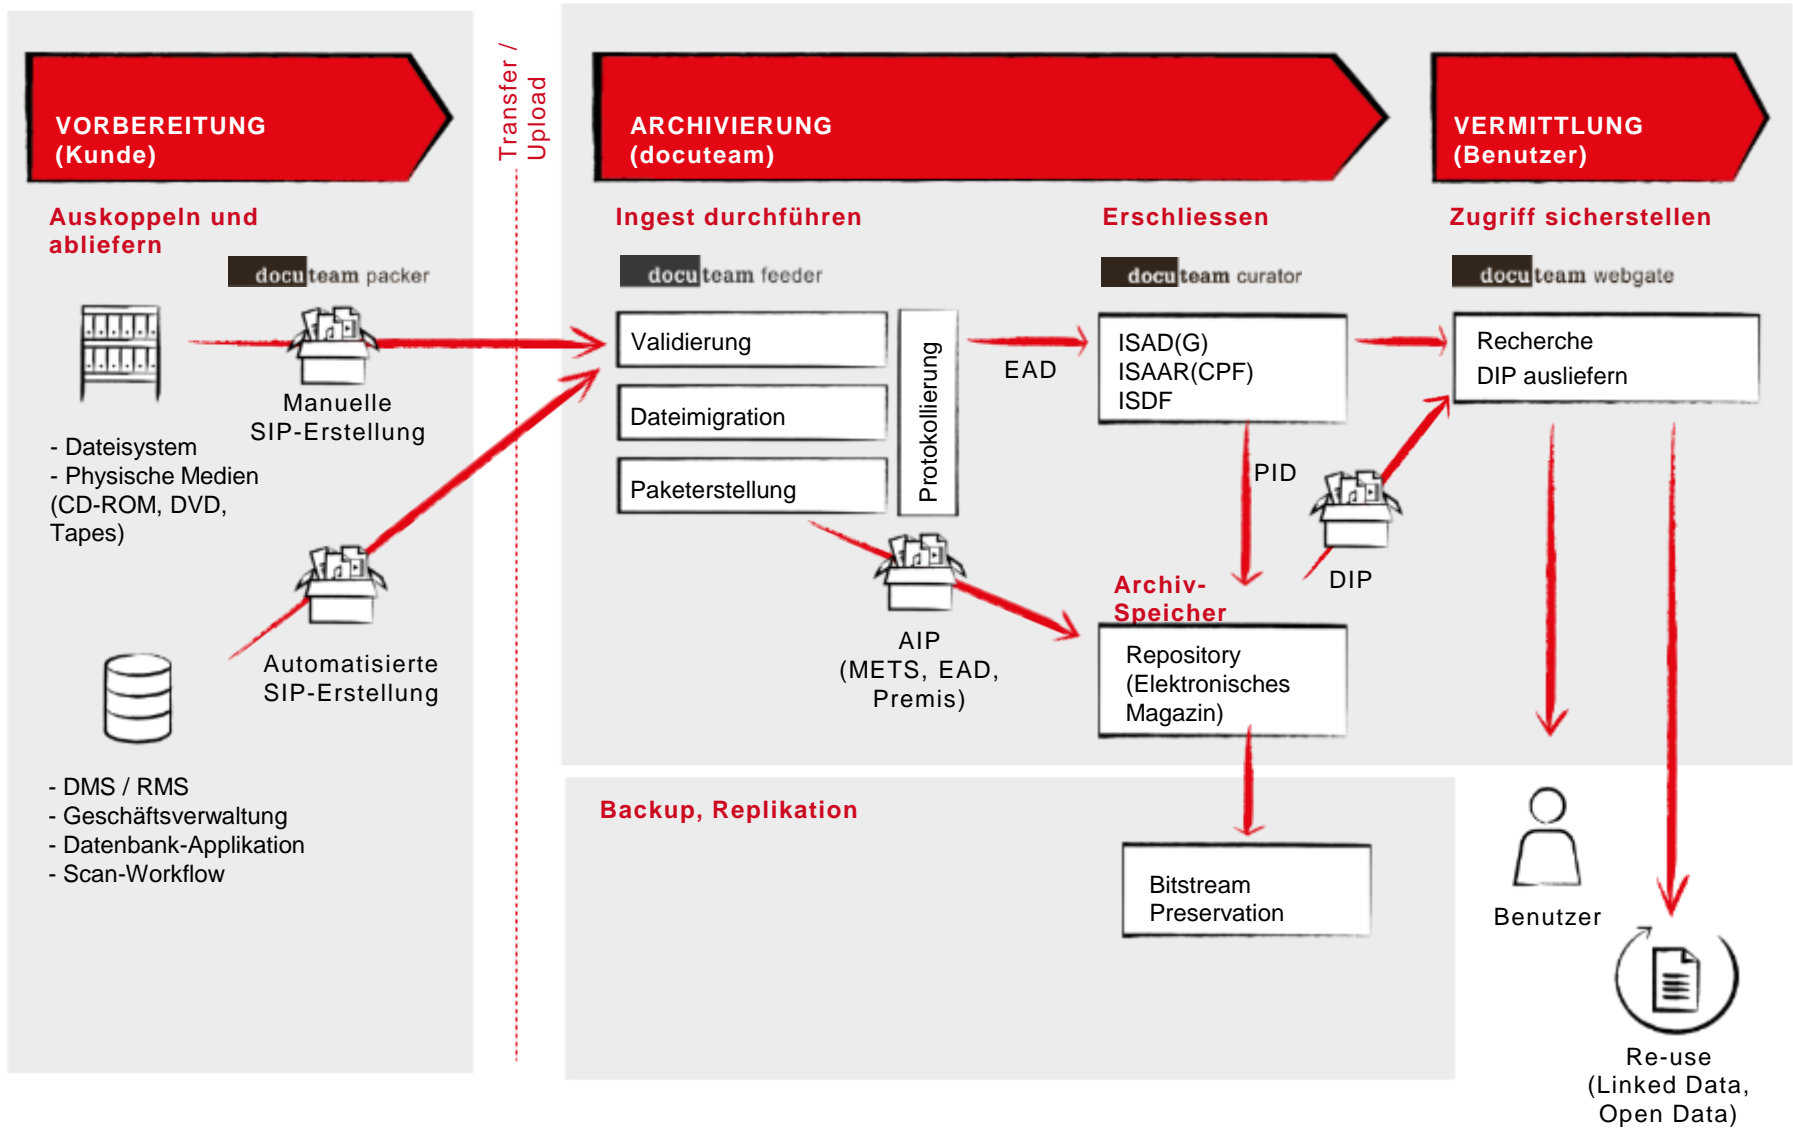 VORBEREITUNG
(Kunde)
Transfer /
Upload
ARCHIVIERUNG
(docuteam)
VERMITTLUNG
(Benutzer)
Auskoppeln und
abliefern
docuteam packer
Manuelle
SIP-Erstellung
- Dateisystem
- Physische Medien
(CD-ROM, DVD,
Tapes)
Automatisierte
SIP-Erstellung
- DMS / RMS
- Geschäftsverwaltung
- Datenbank-Applikation
- Scan-Workflow
Ingest durchführen
docuteam feeder
Validierung
Dateimigration
Paketerstellung
Protokollierung
EAD
AIP
(METS, EAD,
Premis)
Erschliessen
docuteam curator
ISAD(G)
ISAAR(CPF)
ISDF
PID
Archiv-
Speicher
Repository
(Elektronisches
Magazin)
DIP
Zugriff sicherstellen
docuteam webgate
Recherche
DIP ausliefern
Backup, Replikation
Bitstream
Preservation
Benutzer
Re-use
(Linked Data,
Open Data)